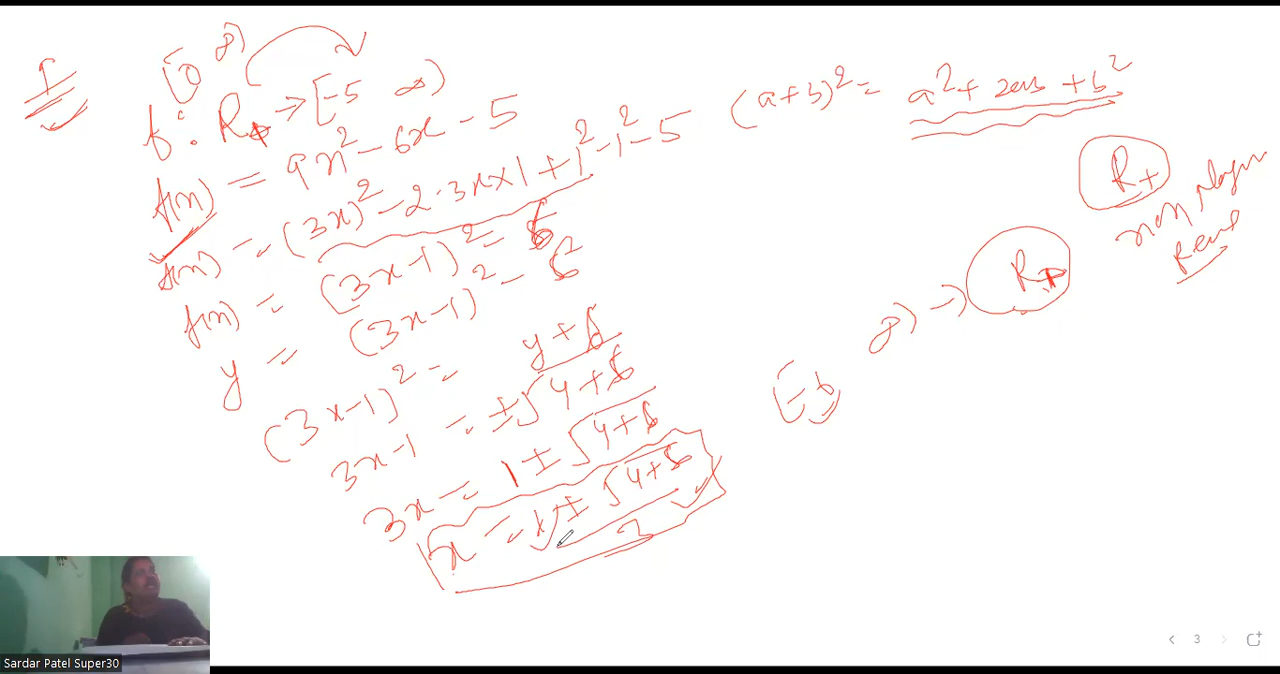 I
[0 ∞)
f : R+ → [-5 ∞)
f(x) = 9x² - 6x - 5
f(x) = (3x)² - 2·3x×1 + 1² - 1² - 5
f(x) = (3x-1)² - 6
y = (3x-1)² - 6
(3x-1)² = y + 6
3x-1 = ±√y+6
3x = 1 ± √y+6
x = 1 ± √y+6
3
(a+b)² = a² + 2ab + b²
R+
non
Real
[-5 ∞) → R+
3
Sardar Patel Super30